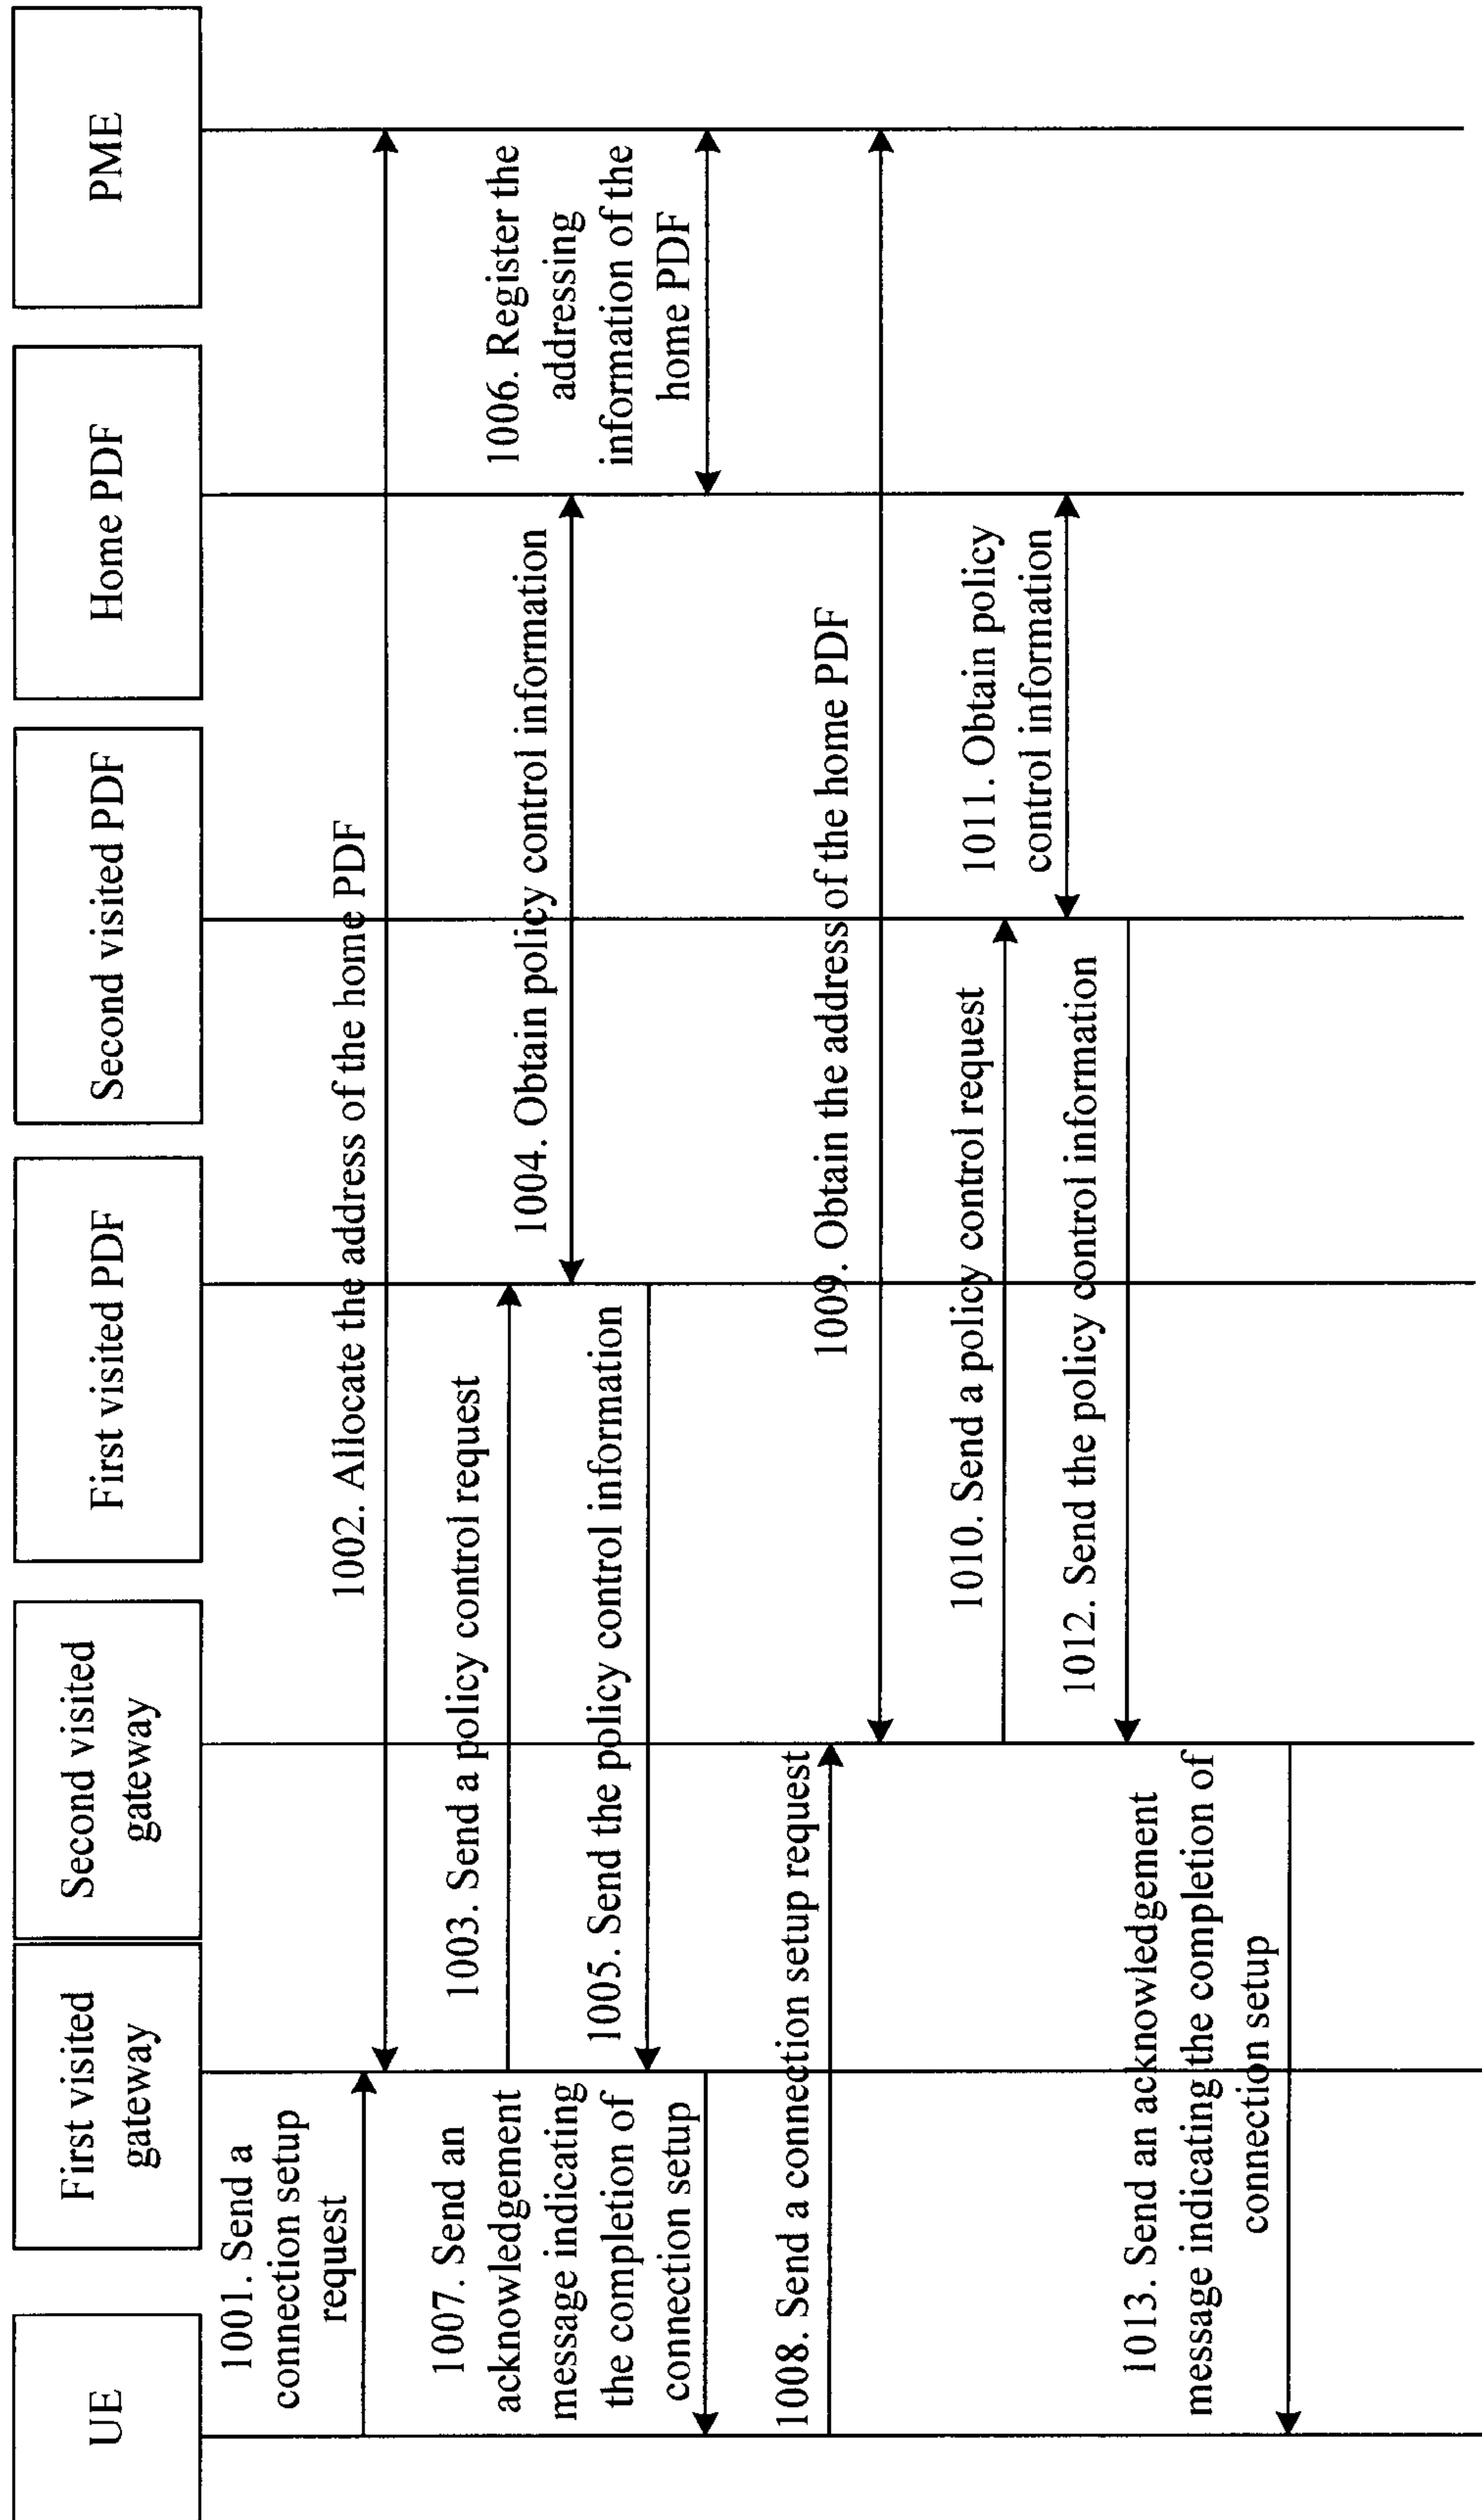 UE
First visited
gateway
Second visited
gateway
First visited PDF
Second visited PDF
Home PDF
PME
1001. Send a
connection setup
request
1002. Allocate the address of the home PDF
1003. Send a policy control request
1004. Obtain policy control information
1005. Send the policy control information
1006. Register the
addressing
information of the
home PDF
1007. Send an
acknowledgement
message indicating
the completion of
connection setup
1008. Send a connection setup request
1009. Obtain the address of the home PDF
1010. Send a policy control request
1011. Obtain policy
control information
1012. Send the policy control information
1013. Send an acknowledgement
message indicating the completion of
connection setup